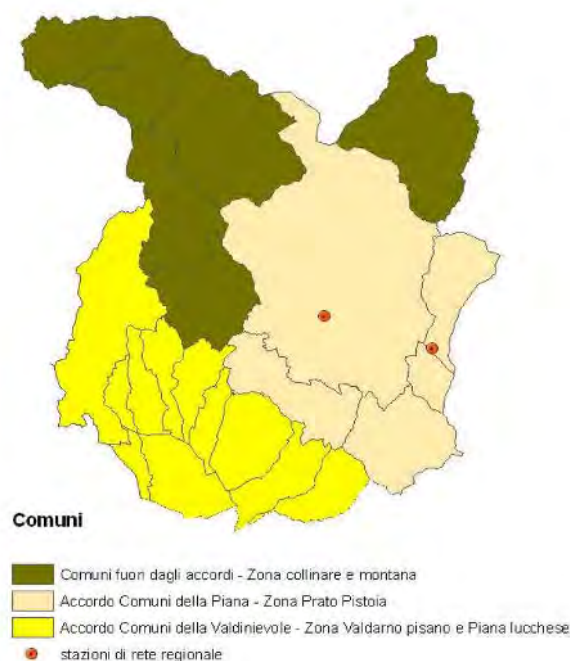 Comuni
Comuni fuori dagli accordi - Zona collinare e montana
Accordo Comuni della Piana - Zona Prato Pistoia
Accordo Comuni della Valdinievole - Zona Valdarno pisano e Piana lucchese
stazioni di rete regionale